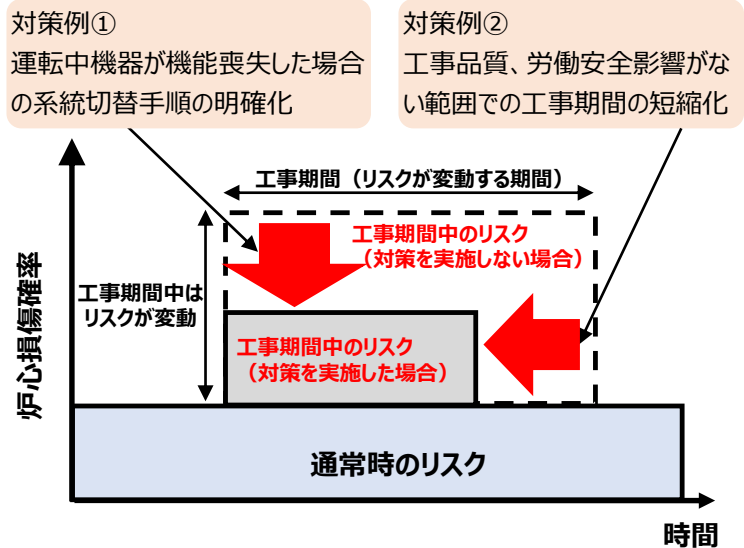 対策例①
運転中機器が機能喪失した場合
の系統切替手順の明確化
対策例②
工事品質、労働安全影響がな
い範囲での工事期間の短縮化
工事期間（リスクが変動する期間）
工事期間中のリスク
（対策を実施しない場合）
工事期間中は
リスクが変動
工事期間中のリスク
（対策を実施した場合）
炉心損傷確率
通常時のリスク
時間